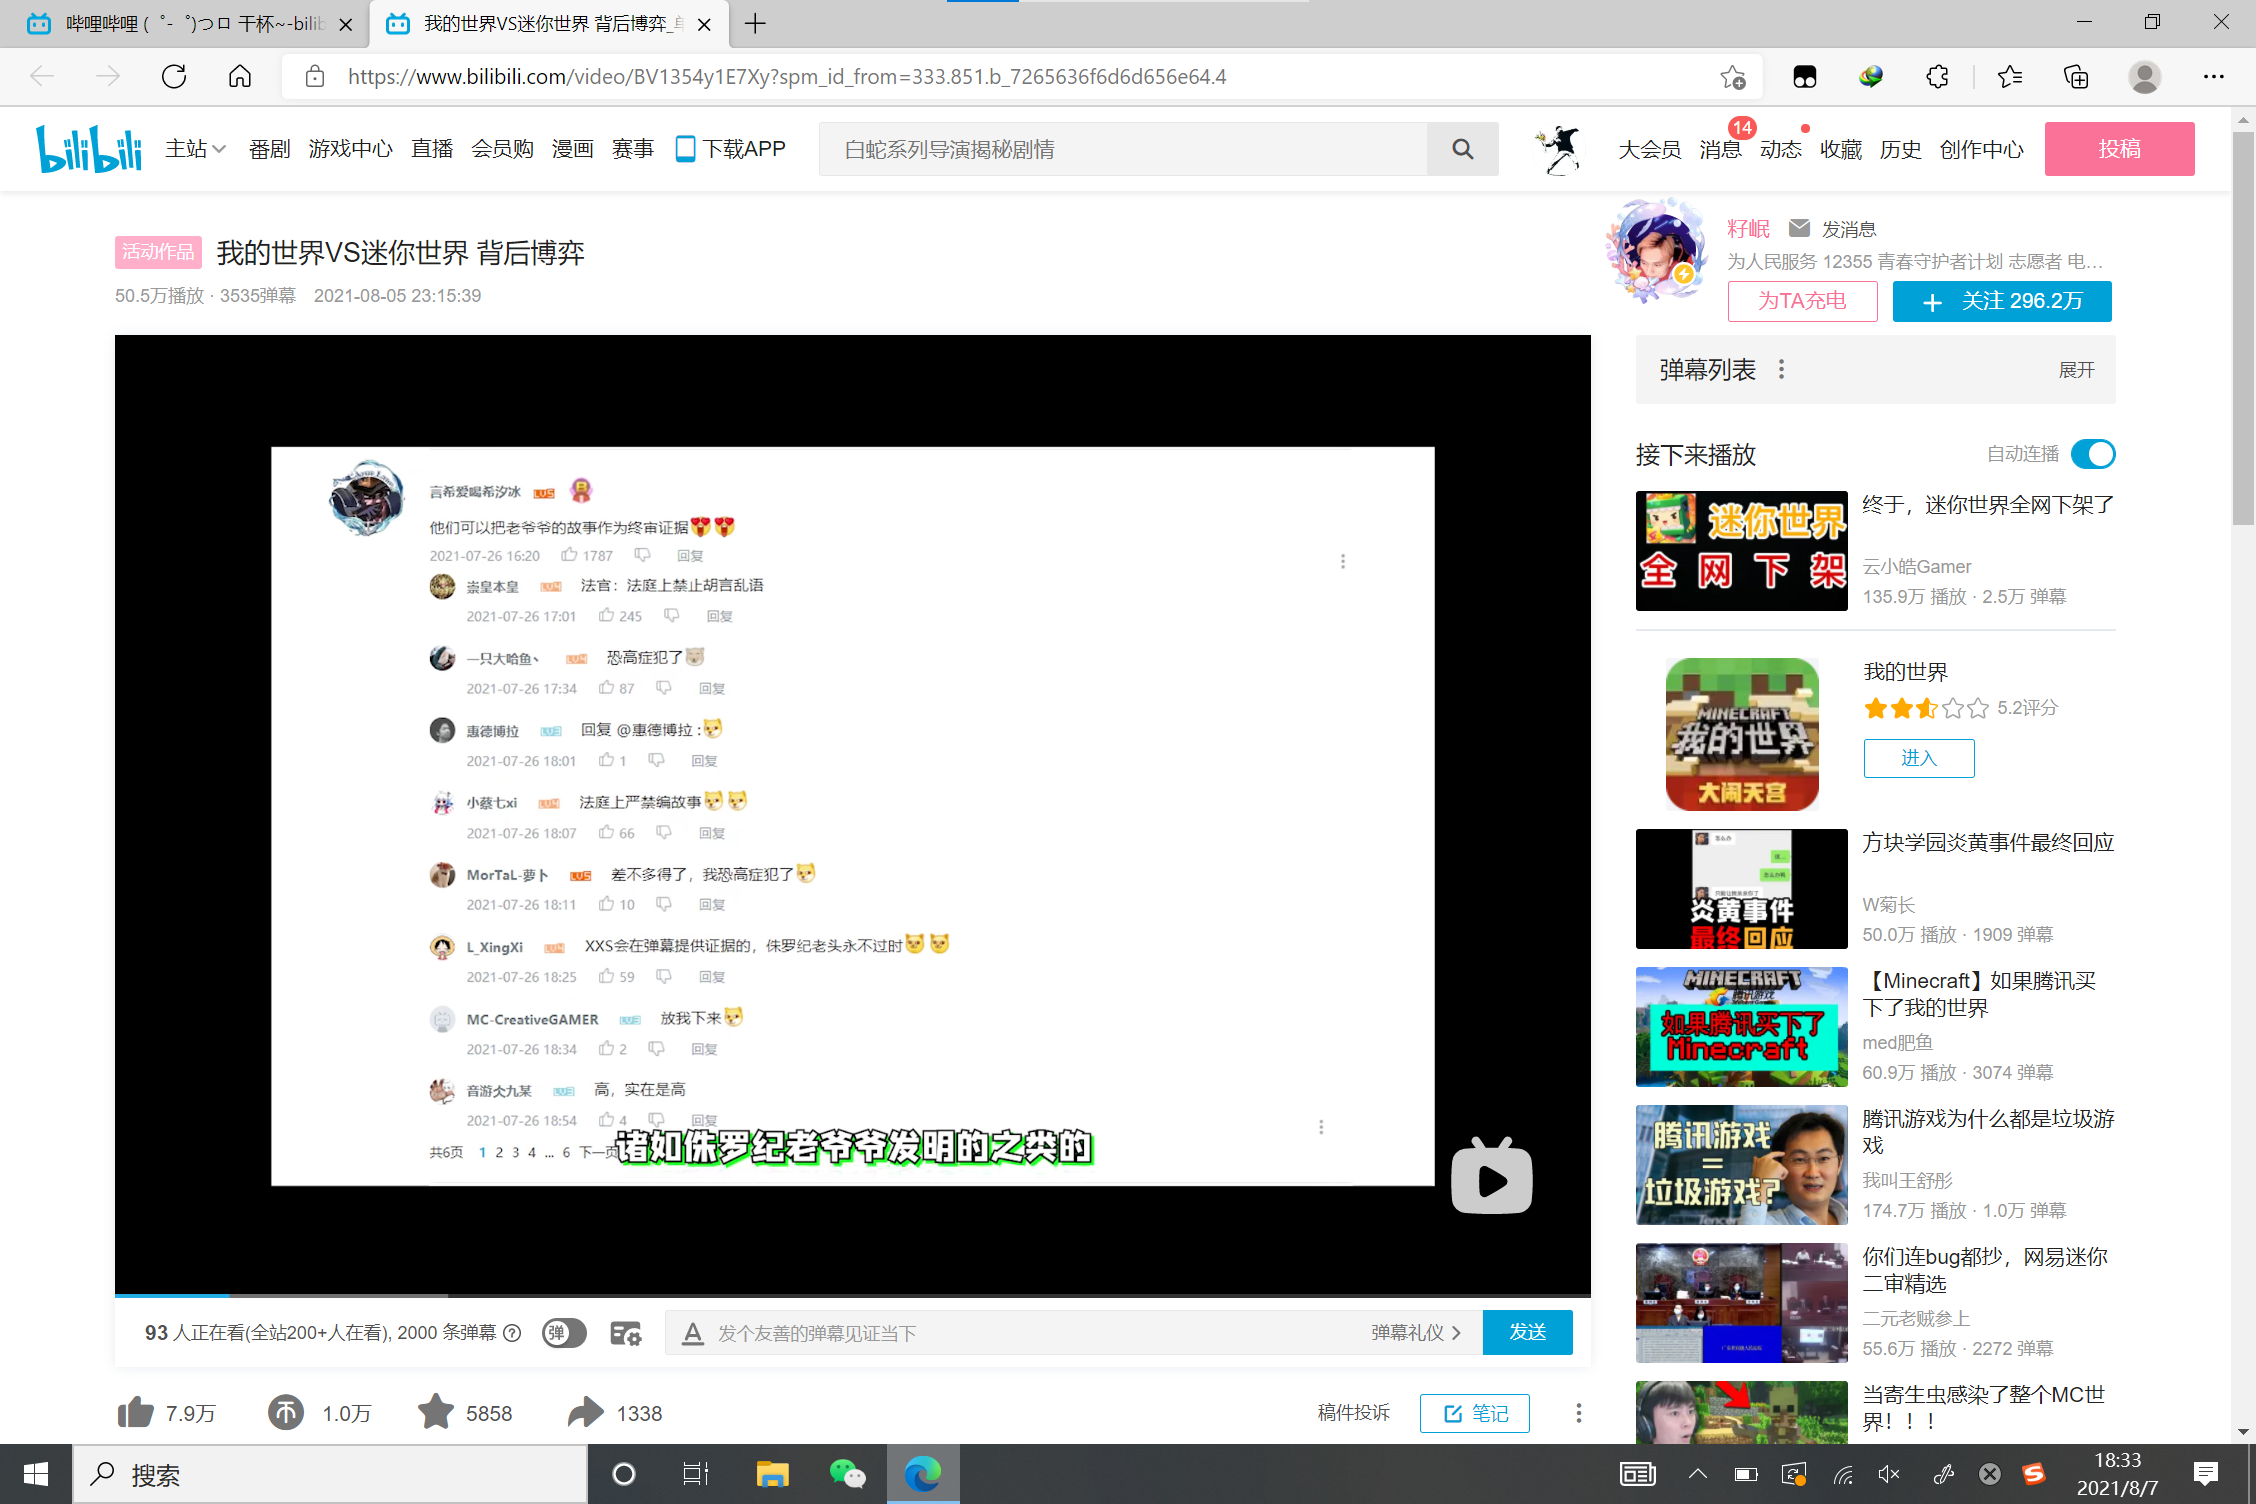 哔哩哔哩 ( ゜- ゜)つロ 干杯~-bilib
我的世界VS迷你世界 背后博弈_单
https://www.bilibili.com/video/BV1354y1E7Xy?spm_id_from=333.851.b_7265636f6d6d656e64.4
bilibili 主站 番剧 游戏中心 直播 会员购 漫画 赛事 下载APP 白蛇系列导演揭秘剧情 大会员 消息 14 动态 收藏 历史 创作中心 投稿
活动作品 我的世界VS迷你世界 背后博弈
50.5万播放 · 3535弹幕 2021-08-05 23:15:39
籽岷 发消息
为人民服务 12355 青春守护者计划 志愿者 电...
为TA充电 + 关注 296.2万
言希爱喝希汐冰 LV5
他们可以把老爷爷的故事作为终审证据
2021-07-26 16:20 1787 回复
崇皇本皇 LV4 法官：法庭上禁止胡言乱语
2021-07-26 17:01 245 回复
一只大哈鱼丶 LV4 恐高症犯了
2021-07-26 17:34 87 回复
惠德博拉 LV3 回复 @惠德博拉 :
2021-07-26 18:01 1 回复
小蔡七xi LV4 法庭上严禁编故事
2021-07-26 18:07 66 回复
MorTaL-萝卜 LV5 差不多得了，我恐高症犯了
2021-07-26 18:11 10 回复
L_XingXi LV4 XXS会在弹幕提供证据的，侏罗纪老头永不过时
2021-07-26 18:25 59 回复
MC-CreativeGAMER LV3 放我下来
2021-07-26 18:34 2 回复
音游仌九某 LV3 高，实在是高
2021-07-26 18:54 4 回复
共6页 1 2 3 4 ... 6 下一页
诸如侏罗纪老爷爷发明的之类的
93 人正在看(全站200+人在看), 2000 条弹幕 弹 发个友善的弹幕见证当下 弹幕礼仪 发送
7.9万 1.0万 5858 1338 稿件投诉 笔记
弹幕列表 展开
接下来播放 自动连播
迷你世界
全网下架
终于，迷你世界全网下架了
云小皓Gamer
135.9万 播放 · 2.5万 弹幕
MINECRAFT
我的世界
大闹天宫
我的世界
5.2评分
进入
炎黄事件
最终回应
方块学园炎黄事件最终回应
W菊长
50.0万 播放 · 1909 弹幕
MINECRAFT
腾讯游戏
如果腾讯买下了
Minecraft
【Minecraft】如果腾讯买
下了我的世界
med肥鱼
60.9万 播放 · 3074 弹幕
腾讯游戏
=
垃圾游戏?
Tencent
腾讯游戏为什么都是垃圾游
戏
我叫王舒彤
174.7万 播放 · 1.0万 弹幕
你们连bug都抄，网易迷你
二审精选
二元老贼参上
55.6万 播放 · 2272 弹幕
当寄生虫感染了整个MC世
界！！！
搜索
18:33
2021/8/7